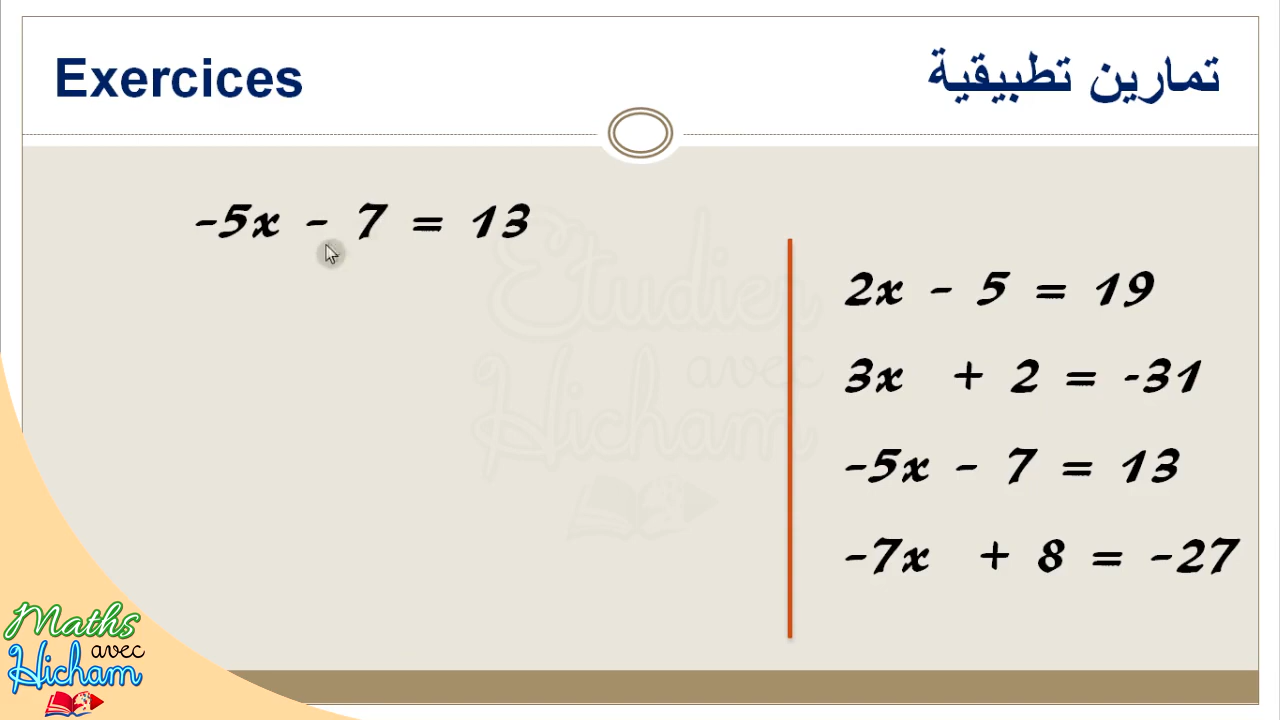 Exercices
تمارين تطبيقية
-5x - 7 = 13
2x - 5 = 19
3x + 2 = -31
-5x - 7 = 13
-7x + 8 = -27
Etudier
avec
Hicham
Maths
avec
Hicham